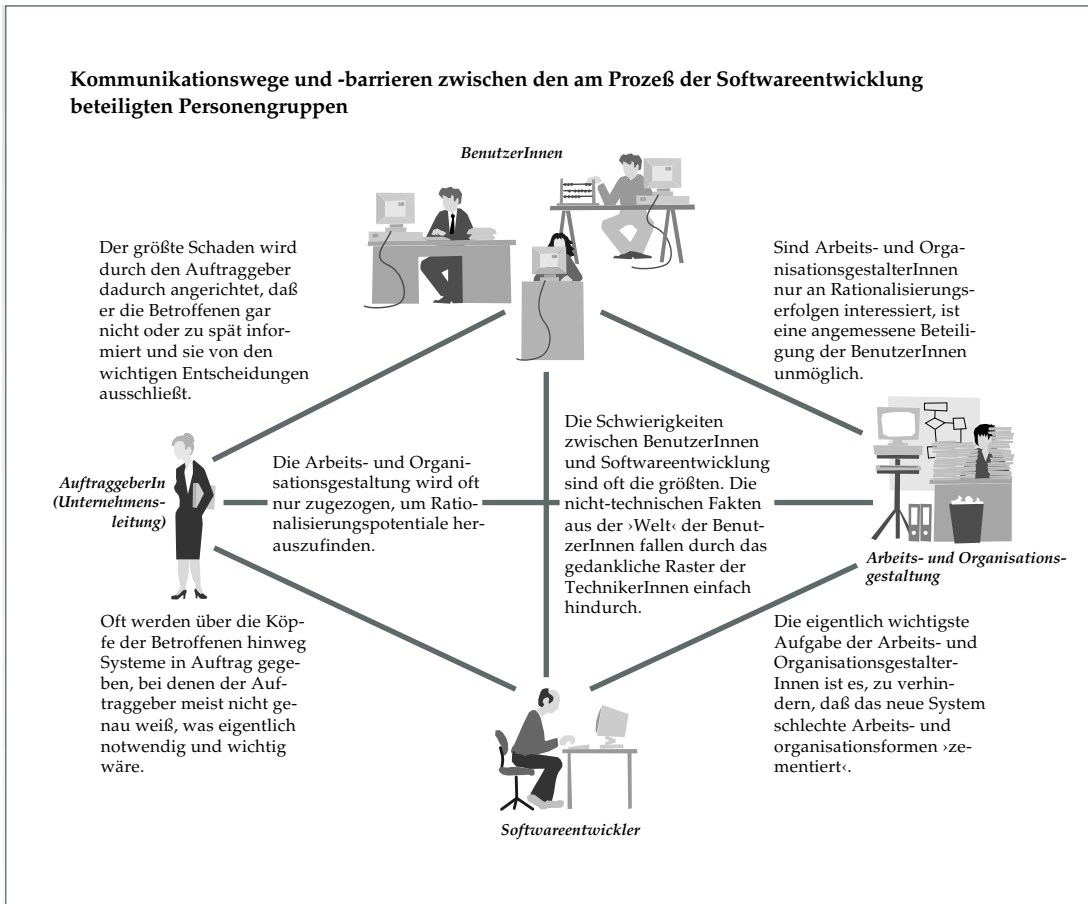 Kommunikationswege und -barrieren zwischen den am Prozeß der Softwareentwicklung
beteiligten Personengruppen
BenutzerInnen
Der größte Schaden wird
durch den Auftraggeber
dadurch angerichtet, daß
er die Betroffenen gar
nicht oder zu spät infor-
miert und sie von den
wichtigen Entscheidungen
ausschließt.
Sind Arbeits- und Orga-
nisationsgestalterInnen
nur an Rationalisierungs-
erfolgen interessiert, ist
eine angemessene Beteili-
gung der BenutzerInnen
unmöglich.
AuftraggeberIn
(Unternehmens-
leitung)
Die Arbeits- und Organi-
sationsgestaltung wird oft
nur zugezogen, um Ratio-
nalisierungspotentiale her-
auszufinden.
Die Schwierigkeiten
zwischen BenutzerInnen
und Softwareentwicklung
sind oft die größten. Die
nicht-technischen Fakten
aus der ›Welt‹ der Benut-
zerInnen fallen durch das
gedankliche Raster der
TechnikerInnen einfach
hindurch.
Arbeits- und Organisations-
gestaltung
Oft werden über die Köp-
fe der Betroffenen hinweg
Systeme in Auftrag gege-
ben, bei denen der Auf-
traggeber meist nicht ge-
nau weiß, was eigentlich
notwendig und wichtig
wäre.
Die eigentlich wichtigste
Aufgabe der Arbeits- und
Organisationsgestalter-
Innen ist es, zu verhin-
dern, daß das neue System
schlechte Arbeits- und
organisationsformen ›ze-
mentiert‹.
Softwareentwickler